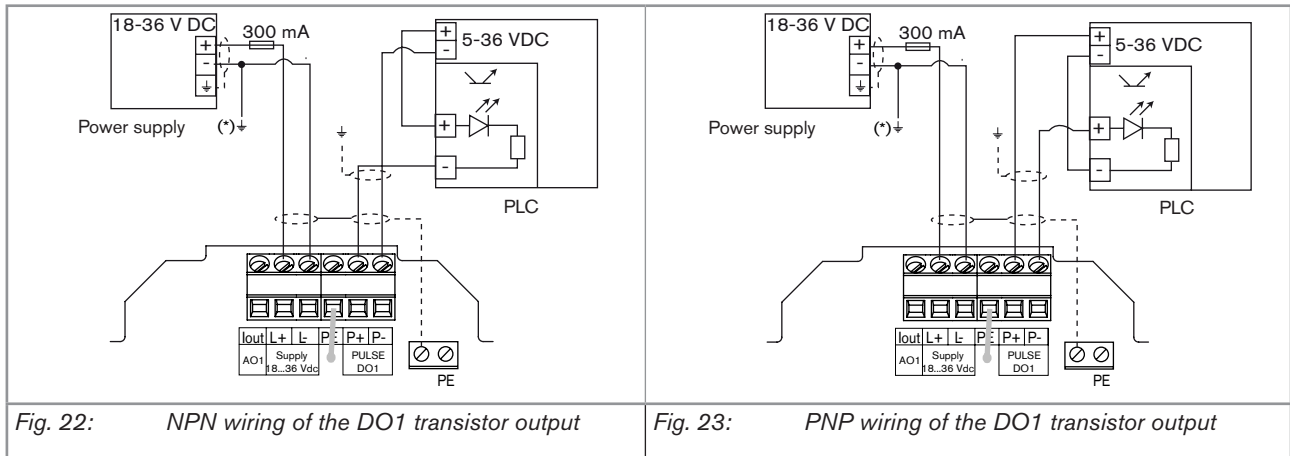 18-36 V DC
300 mA
+
-
Power supply
(*)
+
-
5-36 VDC
+
-
PLC
Iout L+ L- PE P+ P-
AO1 Supply 18...36 Vdc PULSE DO1
PE
Fig. 22: NPN wiring of the DO1 transistor output
18-36 V DC
300 mA
+
-
Power supply
(*)
+
-
5-36 VDC
+
-
PLC
Iout L+ L- PE P+ P-
AO1 Supply 18...36 Vdc PULSE DO1
PE
Fig. 23: PNP wiring of the DO1 transistor output